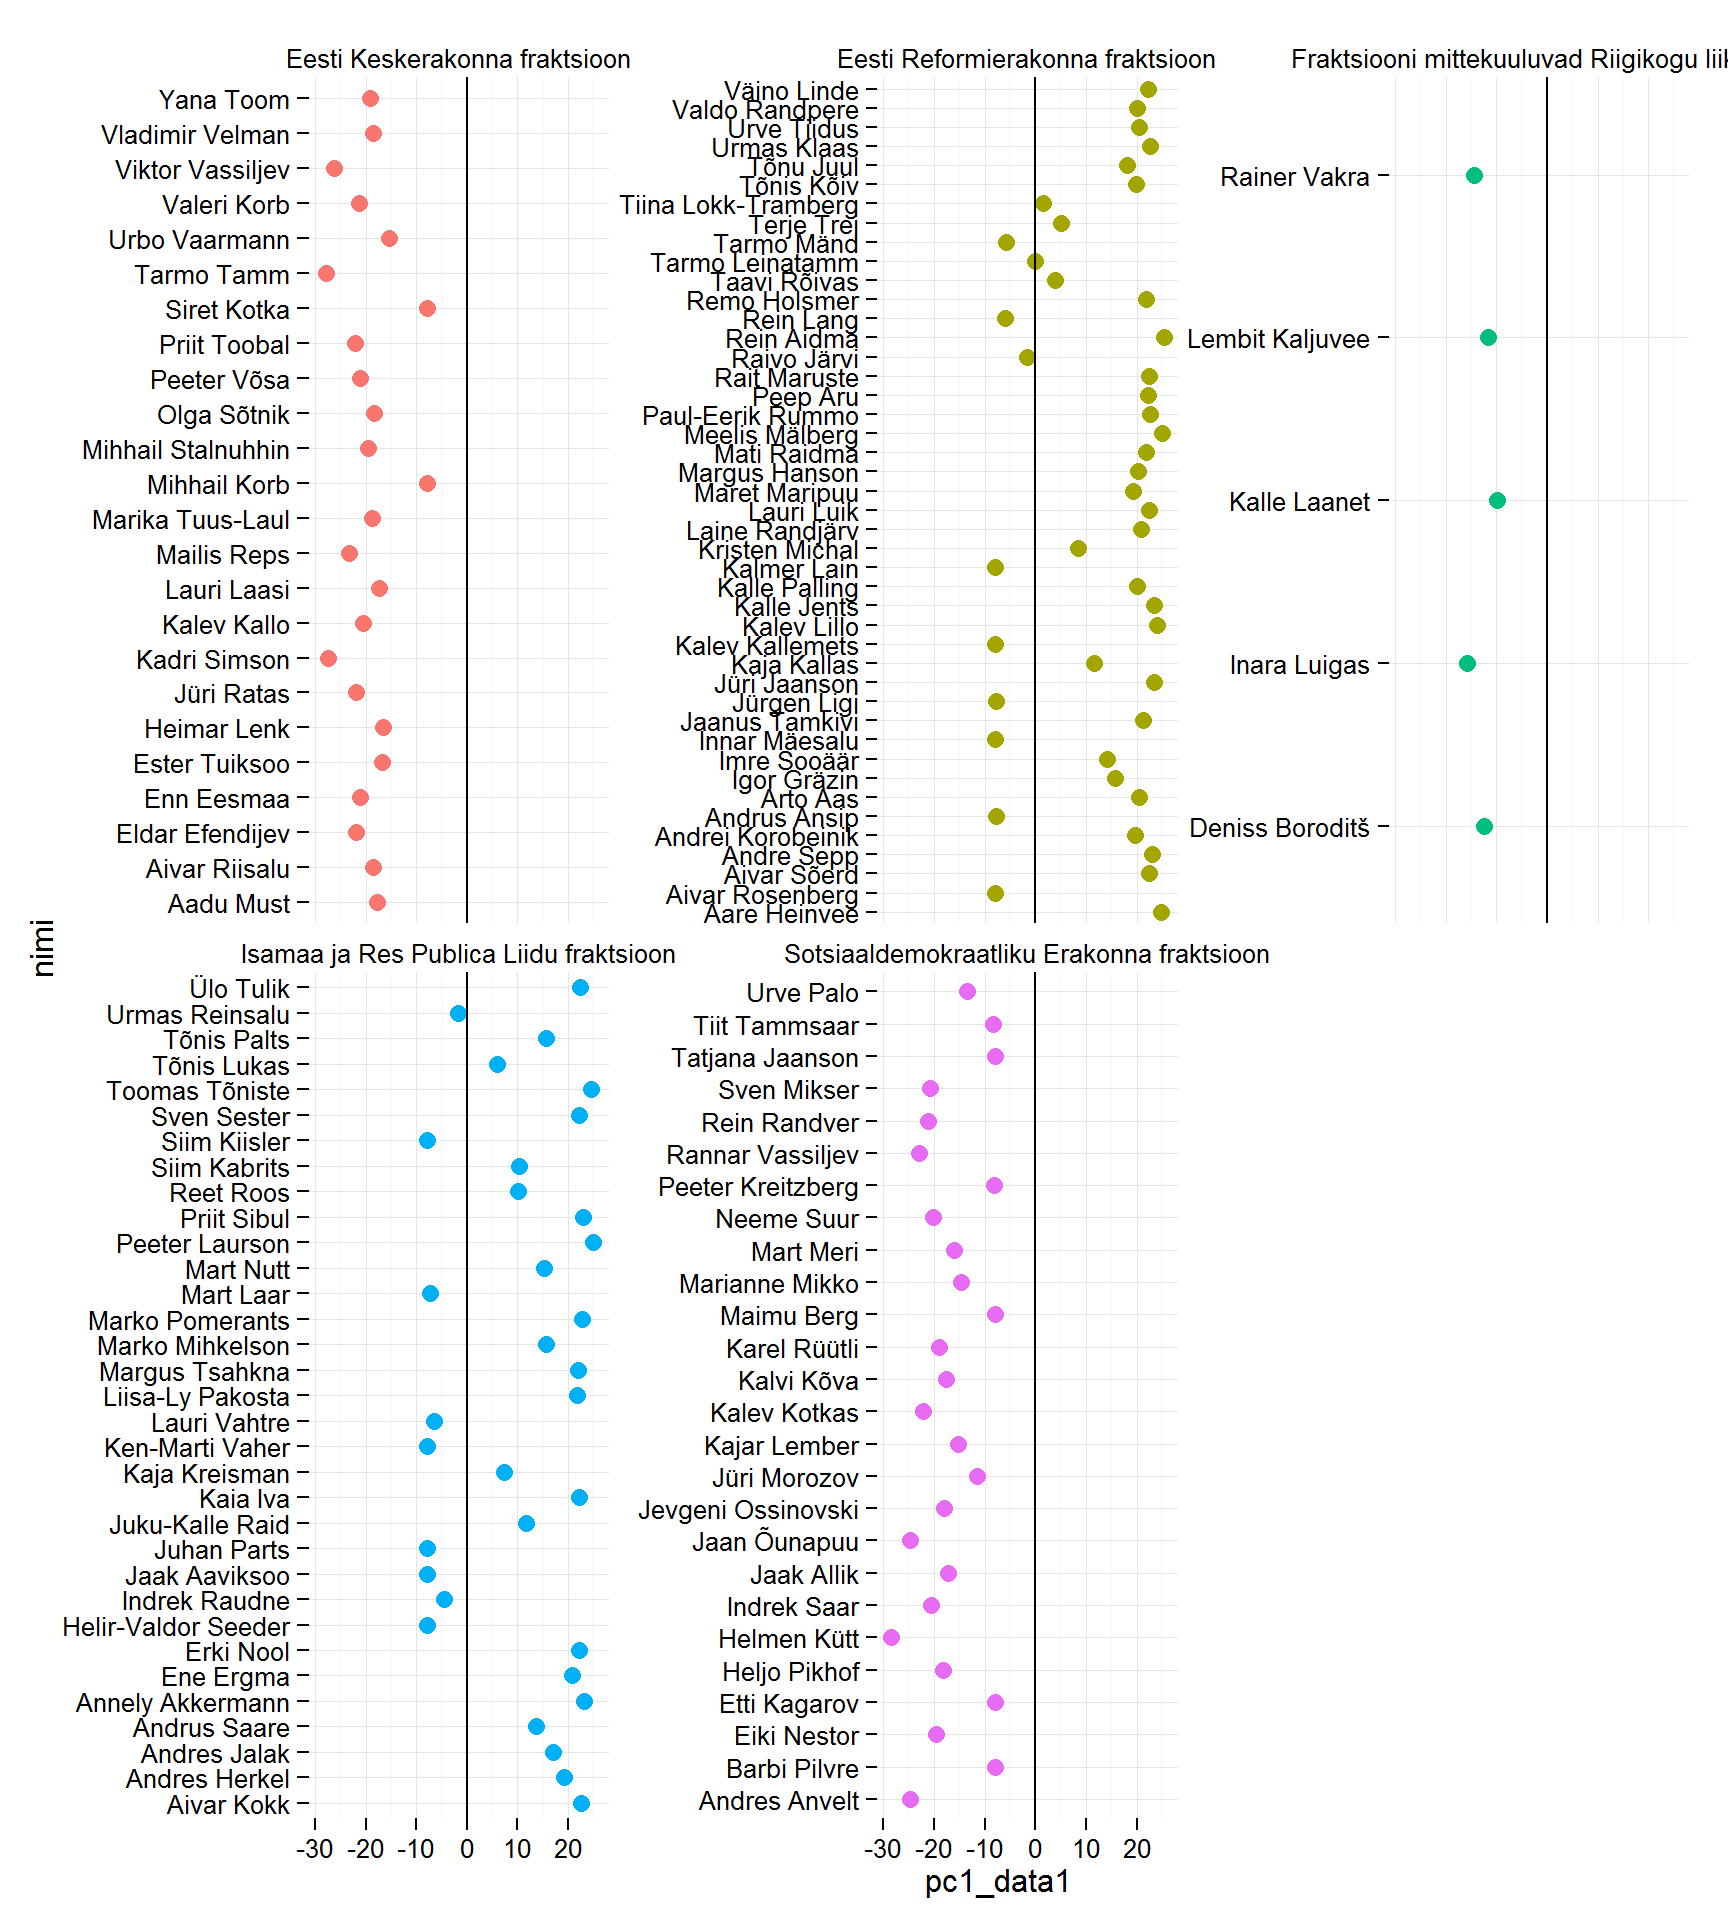 Eesti Keskerakonna fraktsioon
Yana Toom
Vladimir Velman
Viktor Vassiljev
Valeri Korb
Urbo Vaarmann
Tarmo Tamm
Siret Kotka
Priit Toobal
Peeter Võsa
Olga Sõtnik
Mihhail Stalnuhhin
Mihhail Korb
Marika Tuus-Laul
Mailis Reps
Lauri Laasi
Kalev Kallo
Kadri Simson
Jüri Ratas
Heimar Lenk
Ester Tuiksoo
Enn Eesmaa
Eldar Efendijev
Aivar Riisalu
Aadu Must
Eesti Reformierakonna fraktsioon
Väino Linde
Valdo Randpere
Urve Tiidus
Urmas Klaas
Tõnu Juul
Tõnis Kõiv
Tiina Lokk-Tramberg
Terje Trei
Tarmo Mänd
Tarmo Leinatamm
Taavi Rõivas
Remo Holsmer
Rein Lang
Rein Aidma
Raivo Järvi
Rait Maruste
Peep Aru
Paul-Eerik Rummo
Meelis Mälberg
Mati Raidma
Margus Hanson
Maret Maripuu
Lauri Luik
Laine Randjärv
Kristen Michal
Kalmer Lain
Kalle Palling
Kalle Jents
Kalev Lillo
Kalev Kallemets
Kaja Kallas
Jüri Jaanson
Jürgen Ligi
Jaanus Tamkivi
Innar Mäesalu
Imre Sooäär
Igor Gräzin
Arto Aas
Andrus Ansip
Andrei Korobeinik
Andre Sepp
Aivar Sõerd
Aivar Rosenberg
Aare Heinvee
Fraktsiooni mittekuuluvad Riigikogu liik
Rainer Vakra
Lembit Kaljuvee
Kalle Laanet
Inara Luigas
Deniss Boroditš
nimi
Isamaa ja Res Publica Liidu fraktsioon
Ülo Tulik
Urmas Reinsalu
Tõnis Palts
Tõnis Lukas
Toomas Tõniste
Sven Sester
Siim Kiisler
Siim Kabrits
Reet Roos
Priit Sibul
Peeter Laurson
Mart Nutt
Mart Laar
Marko Pomerants
Marko Mihkelson
Margus Tsahkna
Liisa-Ly Pakosta
Lauri Vahtre
Ken-Marti Vaher
Kaja Kreisman
Kaia Iva
Juku-Kalle Raid
Juhan Parts
Jaak Aaviksoo
Indrek Raudne
Helir-Valdor Seeder
Erki Nool
Ene Ergma
Annely Akkermann
Andrus Saare
Andres Jalak
Andres Herkel
Aivar Kokk
-30 -20 -10 0 10 20
Sotsiaaldemokraatliku Erakonna fraktsioon
Urve Palo
Tiit Tammsaar
Tatjana Jaanson
Sven Mikser
Rein Randver
Rannar Vassiljev
Peeter Kreitzberg
Neeme Suur
Mart Meri
Marianne Mikko
Maimu Berg
Karel Rüütli
Kalvi Kõva
Kalev Kotkas
Kajar Lember
Jüri Morozov
Jevgeni Ossinovski
Jaan Õunapuu
Jaak Allik
Indrek Saar
Helmen Kütt
Heljo Pikhof
Etti Kagarov
Eiki Nestor
Barbi Pilvre
Andres Anvelt
-30 -20 -10 0 10 20
pc1_data1